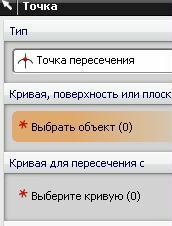 Точка
Тип
Точка пересечения
Кривая, поверхность или плоск
* Выбрать объект (0)
Кривая для пересечения с
* Выберите кривую (0)